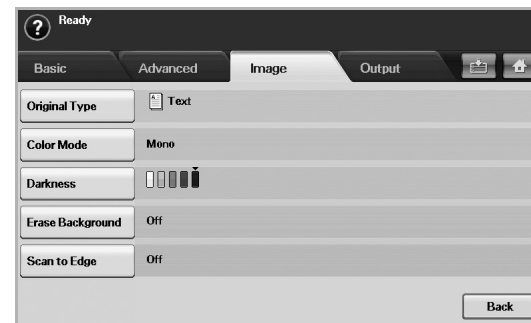 ? Ready
Basic Advanced Image Output
Original Type Text
Color Mode Mono
Darkness
Erase Background Off
Scan to Edge Off
Back